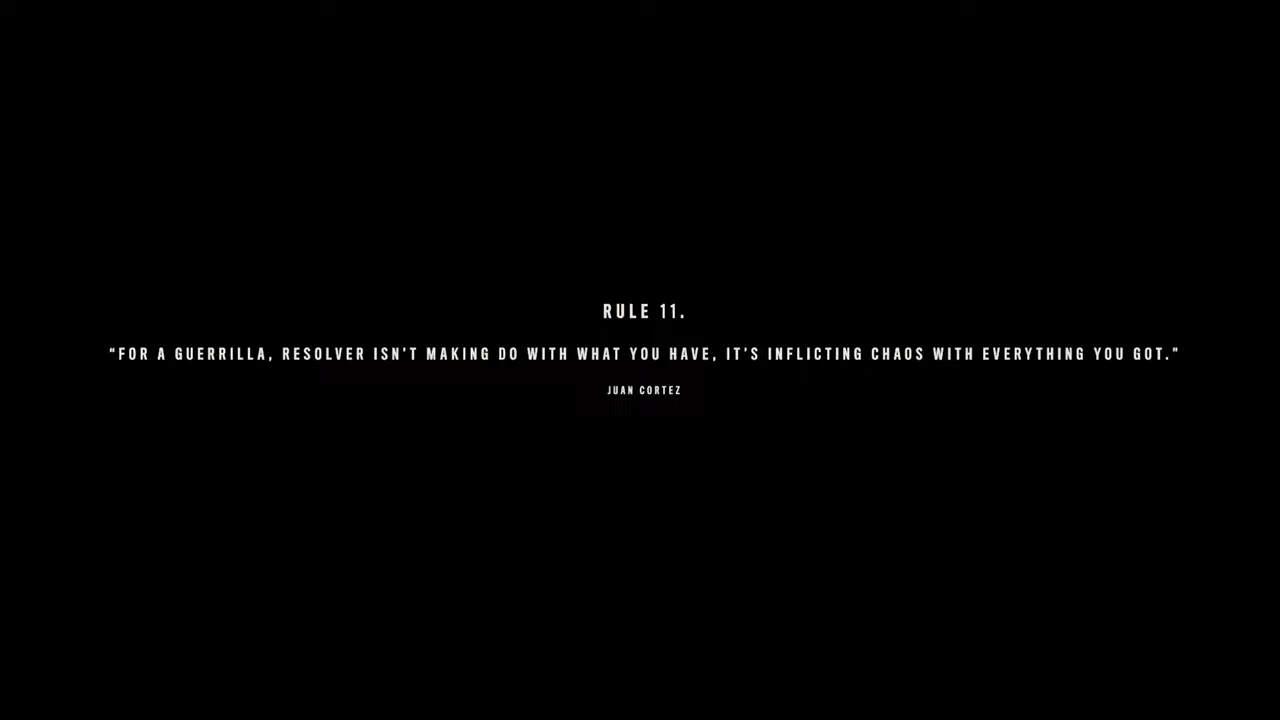 RULE 11.
“FOR A GUERRILLA, RESOLVER ISN’T MAKING DO WITH WHAT YOU HAVE, IT’S INFLICTING CHAOS WITH EVERYTHING YOU GOT.”
JUAN CORTEZ